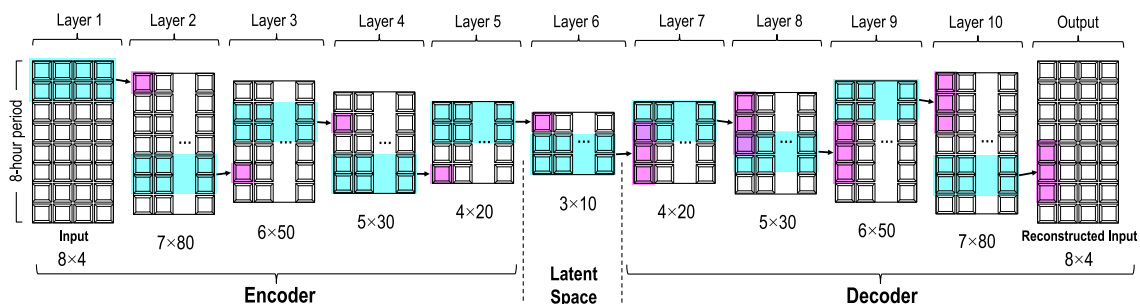 Layer 1 Layer 2 Layer 3 Layer 4 Layer 5 Layer 6 Layer 7 Layer 8 Layer 9 Layer 10 Output
8-hour period
... ... ... ... ... ... ... ... ...
Input
8×4
7×80
6×50
5×30
4×20
3×10
4×20
5×30
6×50
7×80
Reconstructed Input
8×4
Encoder
Latent
Space
Decoder